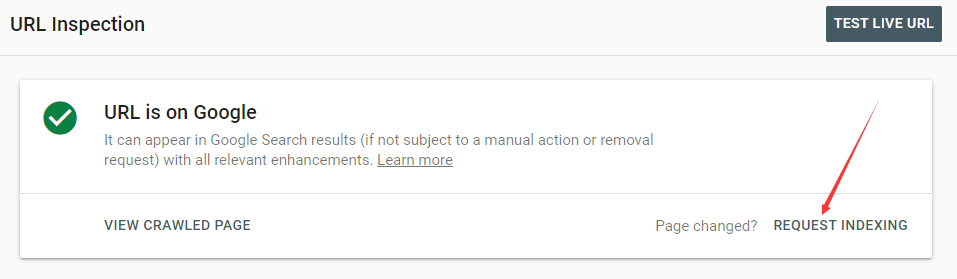 URL Inspection
TEST LIVE URL
URL is on Google
It can appear in Google Search results (if not subject to a manual action or removal
request) with all relevant enhancements. Learn more
VIEW CRAWLED PAGE
Page changed? REQUEST INDEXING